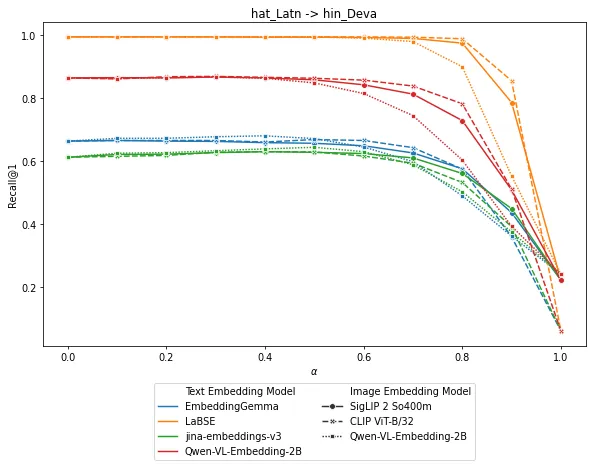 hat_Latn -> hin_Deva
Recall@1
1.0
0.8
0.6
0.4
0.2
0.0 0.2 0.4 0.6 0.8 1.0
α
Text Embedding Model Image Embedding Model
EmbeddingGemma SigLIP 2 So400m
LaBSE CLIP ViT-B/32
jina-embeddings-v3 Qwen-VL-Embedding-2B
Qwen-VL-Embedding-2B